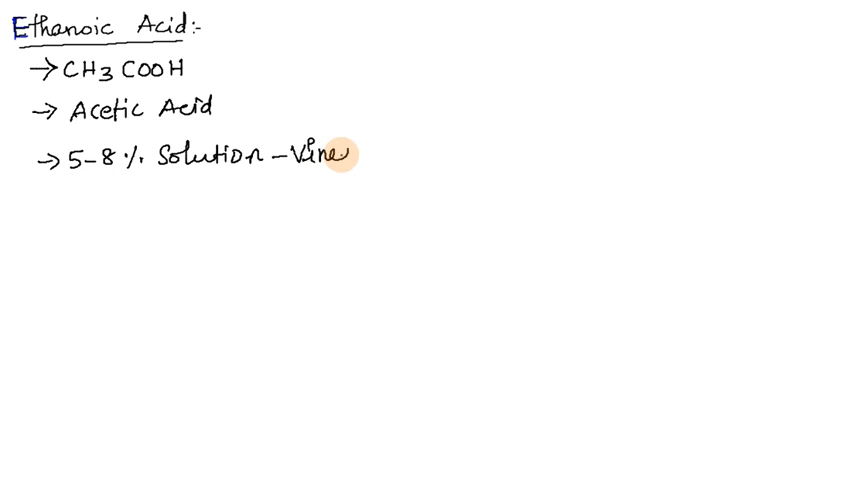 Ethanoic Acid:-
→ CH3 COOH
→ Acetic Acid
→ 5-8% Solution - Vine